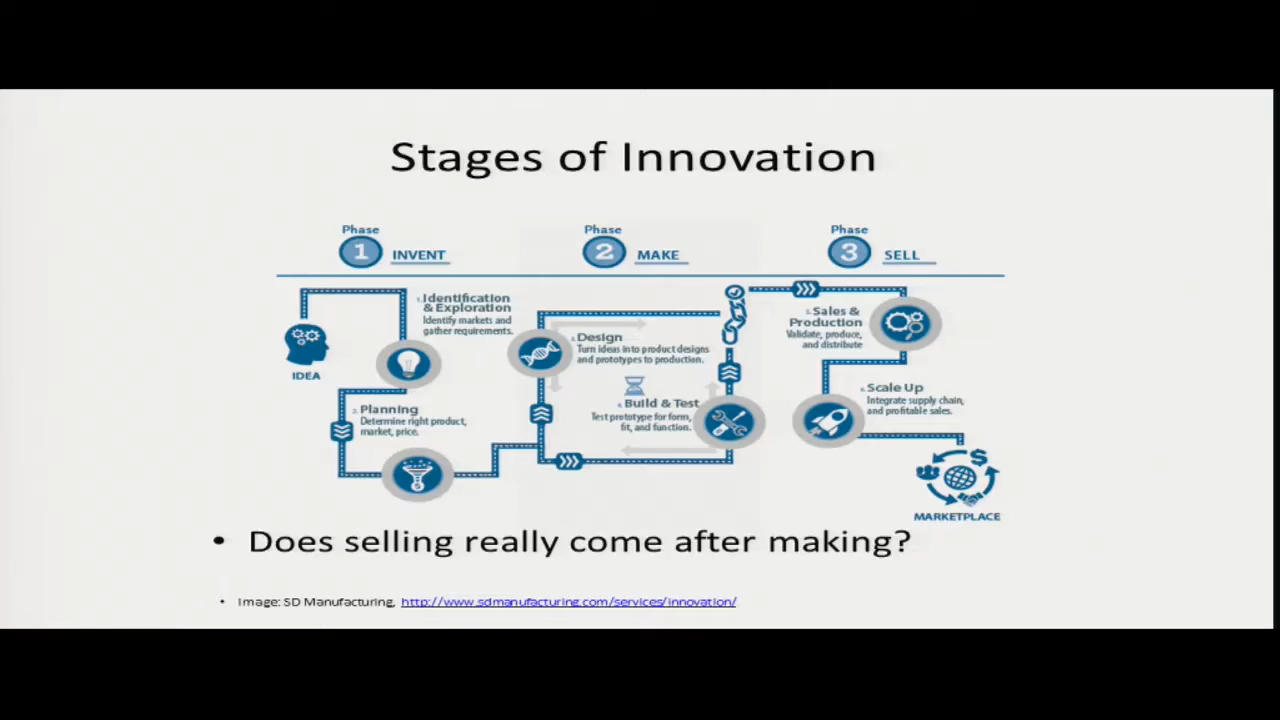 Stages of Innovation
Phase
1
INVENT
Phase
2
MAKE
Phase
3
SELL
IDEA
1. Identification
& Exploration
Identify markets and
gather requirements.
2. Planning
Determine right product,
market, price.
Design
Turn ideas into product designs
and prototypes to production.
Build & Test
Test prototype for form,
fit, and function.
Sales &
Production
Validate, produce,
and distribute
Scale Up
Integrate supply chain,
and profitable sales.
$
MARKETPLACE
• Does selling really come after making?
• Image: SD Manufacturing, http://www.sdmanufacturing.com/services/innovation/